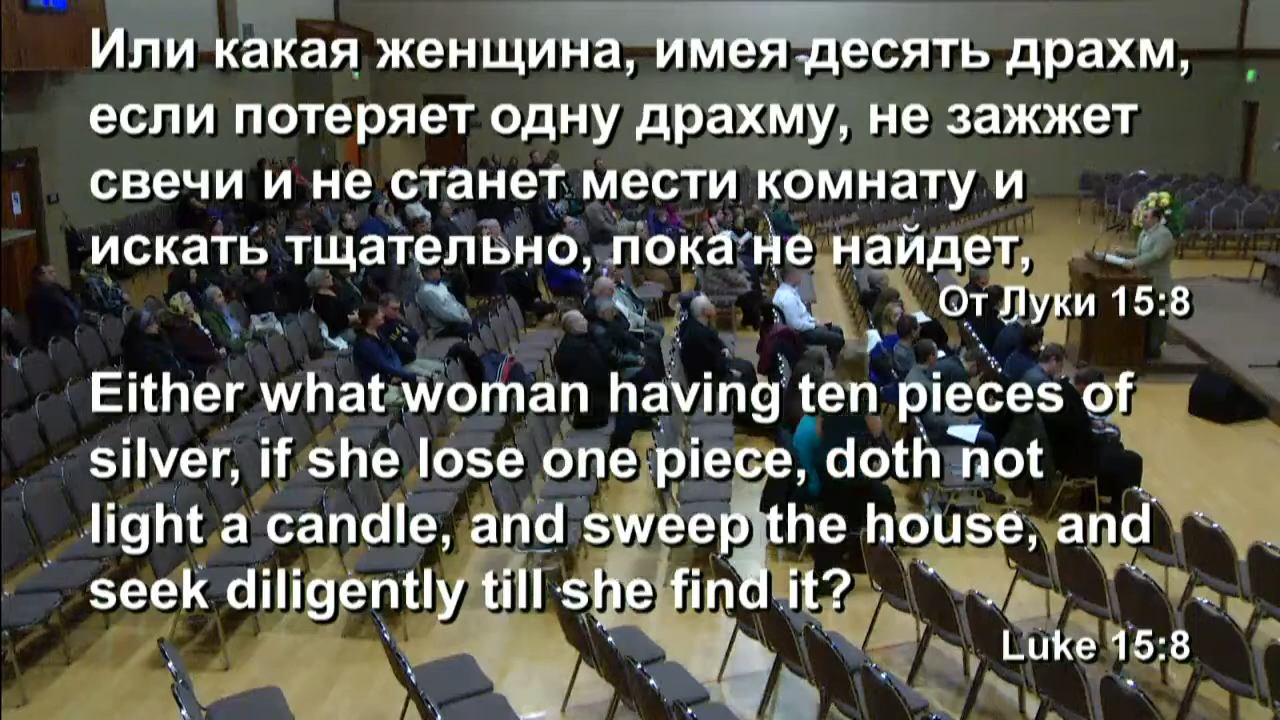 Или какая женщина, имея десять драхм,
если потеряет одну драхму, не зажжет
свечи и не станет мести комнату и
искать тщательно, пока не найдет,
От Луки 15:8
Either what woman having ten pieces of
silver, if she lose one piece, doth not
light a candle, and sweep the house, and
seek diligently till she find it?
Luke 15:8